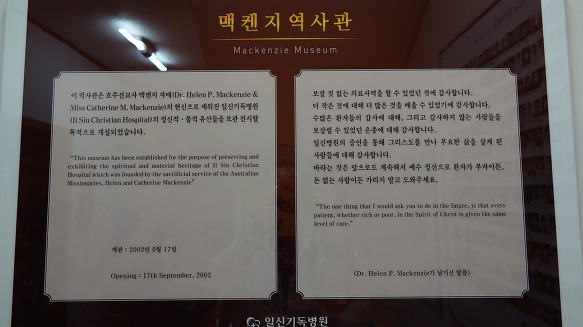 맥켄지역사관
Mackenzie Museum
이 역사관은 호주선교사 맥켄지 자매(Dr. Helen P. Mackenzie &
Miss Catherine M. Mackenzie)의 헌신으로 세워진 일신기독병원
(Il Sin Christian Hospital)의 정신적·물적 유산들을 보관 전시할
목적으로 개설되었습니다.
"This museum has been established for the purpose of preserving and
exhibiting the spiritual and material heritage of Il Sin Christian
Hospital which was founded by the sacrificial service of the Australian
Missionaries, Helen and Catherine Mackenzie"
개관 : 2002년 9월 17일
Opening : 17th September, 2002
보잘 것 없는 의료사역을 할 수 있었던 것에 감사합니다.
더 작은 것에 대해 더 많은 것을 배울 수 있었기에 감사합니다.
수많은 환자들의 감사에 대해, 그리고 감사하지 않는 사람들을
보살필 수 있었던 은총에 대해 감사합니다.
일신병원의 증언을 통해 그리스도를 만나 부요한 삶을 살게 된
사람들에 대해 감사합니다.
바라는 것은 앞으로도 계속해서 예수 정신으로 환자가 부자이든,
돈 없는 사람이든 가리지 말고 도와주세요.
"The one thing that I would ask you to do in the future, is that every
patient, whether rich or poor, in the Spirit of Christ is given the same
level of care."
<Dr. Helen P. Mackenzie가 남기신 말씀>
일신기독병원